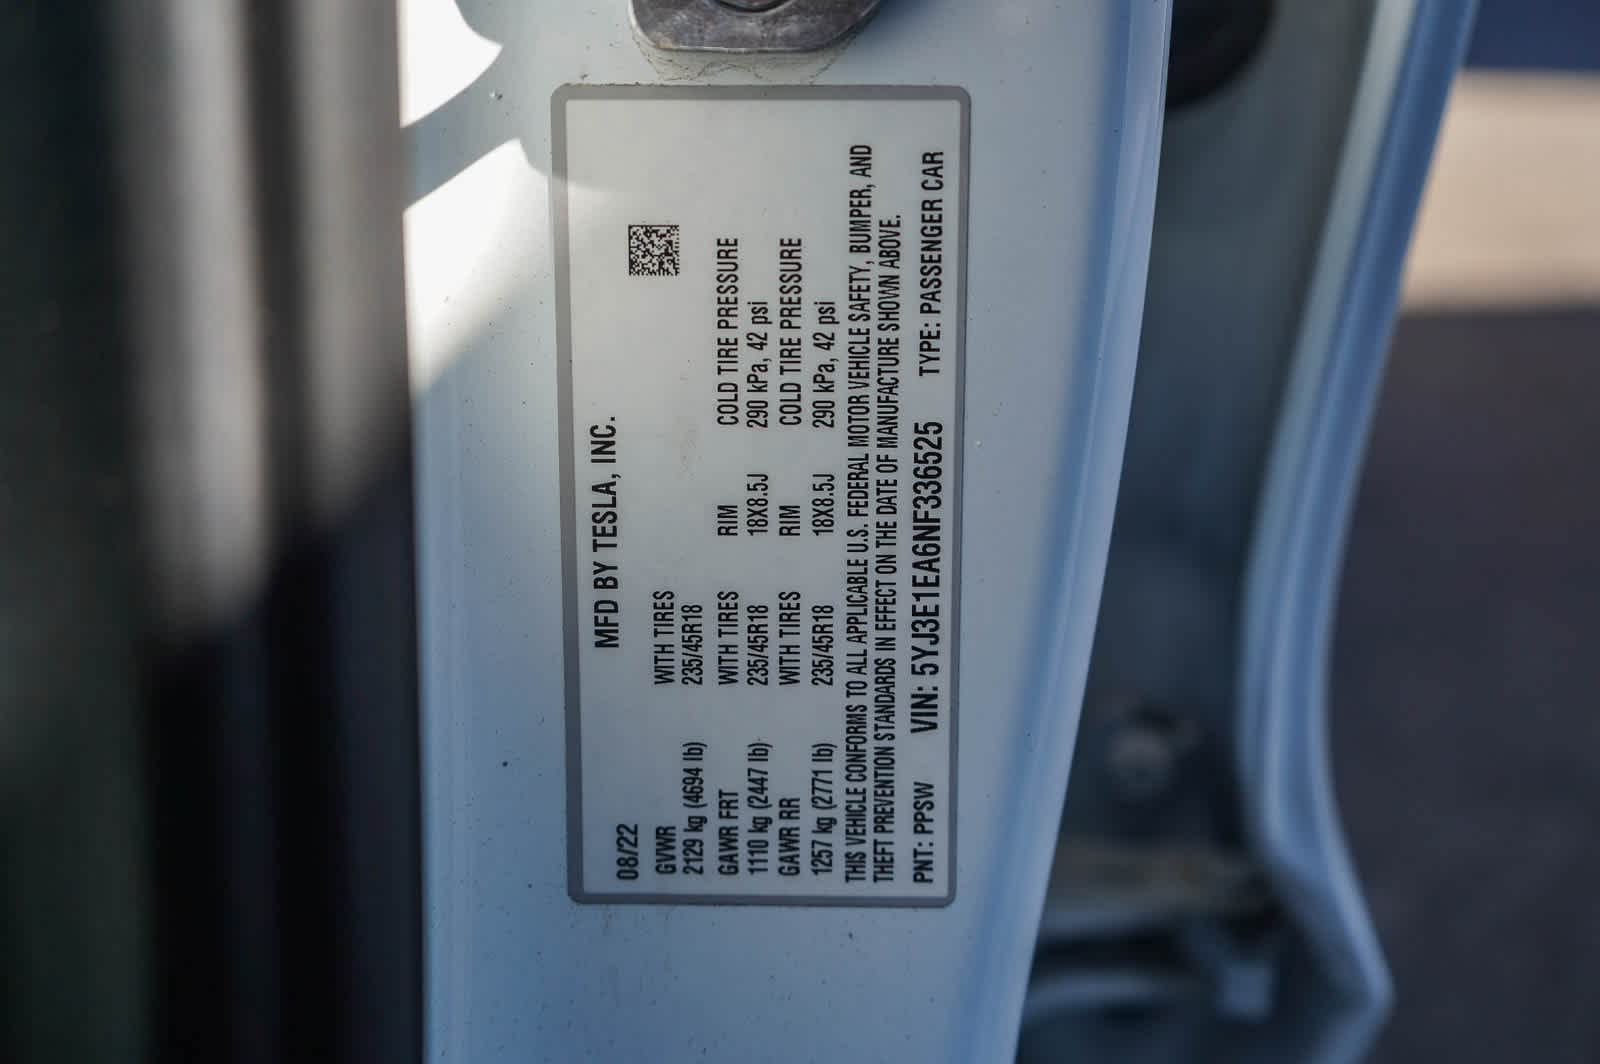 MFD BY TESLA, INC.
08/22
GVWR WITH TIRES
2129 kg (4694 lb) 235/45R18
GAWR FRT WITH TIRES RIM COLD TIRE PRESSURE
1110 kg (2447 lb) 235/45R18 18X8.5J 290 kPa, 42 psi
GAWR RR WITH TIRES RIM COLD TIRE PRESSURE
1257 kg (2771 lb) 235/45R18 18X8.5J 290 kPa, 42 psi
THIS VEHICLE CONFORMS TO ALL APPLICABLE U.S. FEDERAL MOTOR VEHICLE SAFETY, BUMPER, AND
THEFT PREVENTION STANDARDS IN EFFECT ON THE DATE OF MANUFACTURE SHOWN ABOVE.
PNT: PPSW VIN: 5YJ3E1EA6NF336525 TYPE: PASSENGER CAR